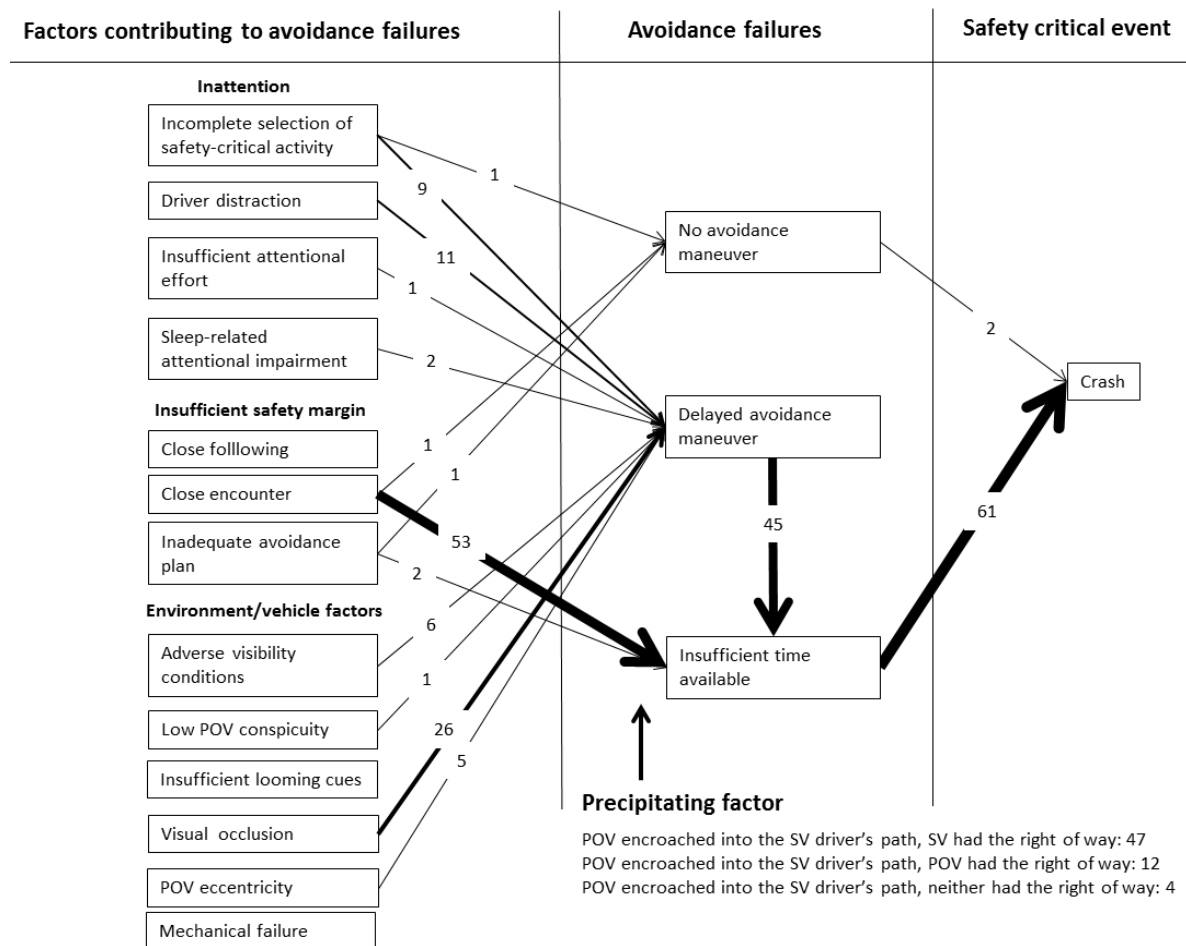 Factors contributing to avoidance failures
Avoidance failures
Safety critical event
Inattention
Incomplete selection of
safety-critical activity
Driver distraction
Insufficient attentional
effort
Sleep-related
attentional impairment
Insufficient safety margin
Close folllowing
Close encounter
Inadequate avoidance
plan
Environment/vehicle factors
Adverse visibility
conditions
Low POV conspicuity
Insufficient looming cues
Visual occlusion
POV eccentricity
Mechanical failure
1
9
11
1
2
1
1
53
2
6
1
26
5
No avoidance
maneuver
Delayed avoidance
maneuver
45
Insufficient time
available
2
61
Crash
Precipitating factor
POV encroached into the SV driver's path, SV had the right of way: 47
POV encroached into the SV driver's path, POV had the right of way: 12
POV encroached into the SV driver's path, neither had the right of way: 4